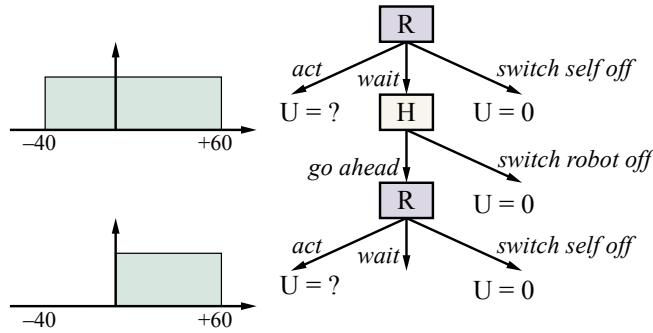 R
act
wait
switch self off
U = ?
H
U = 0
–40
+60
go ahead
switch robot off
R
U = 0
act
wait
switch self off
U = ?
U = 0
–40
+60